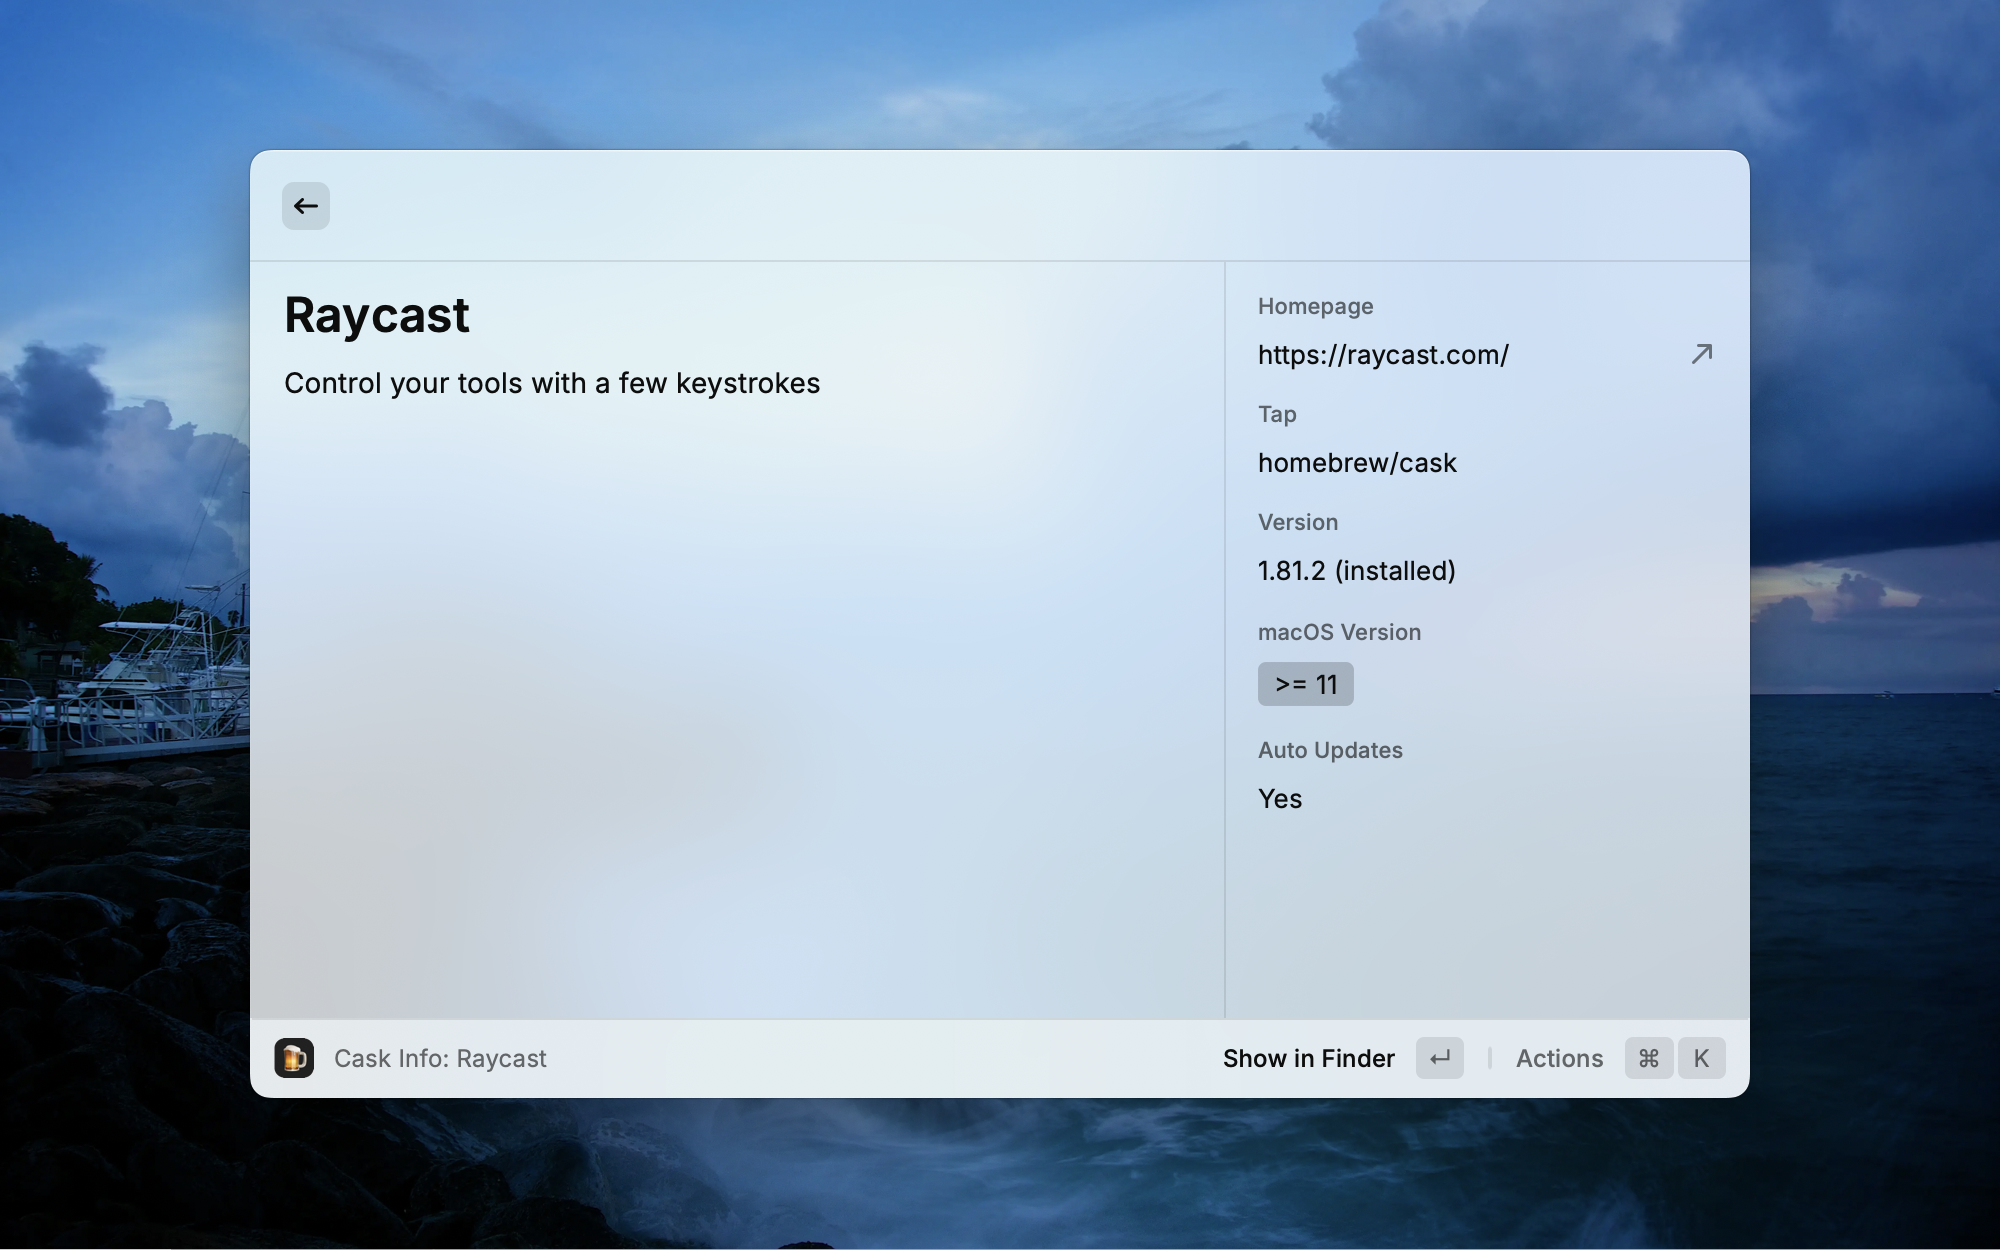 Raycast
Control your tools with a few keystrokes
Homepage
https://raycast.com/
Tap
homebrew/cask
Version
1.81.2 (installed)
macOS Version
>= 11
Auto Updates
Yes
Cask Info: Raycast
Show in Finder ↵ Actions ⌘ K